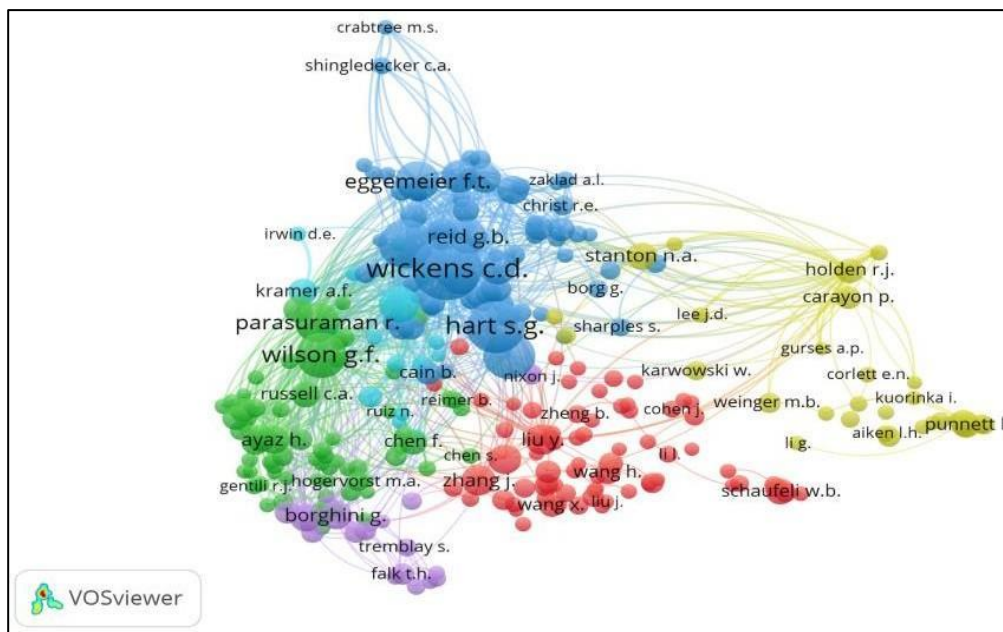 crabtree m.s.
shingledecker c.a.
eggemeier f.t.
zaklad a.l.
christ r.e.
irwin d.e.
reid g.b.
stanton n.a.
wickens c.d.
holden r.j.
kramer a.f.
borg g.
carayon p.
parasuraman r.
hart s.g.
lee j.d.
sharples s.
wilson g.f.
gurses a.p.
cain b.
nixon j.
karwowski w.
corlett e.n.
russell c.a.
reimer b.
kuorinka i.
ruiz n.
zheng b.
cohen j.
weinger m.b.
punnett l
ayaz h.
chen f.
liu y.
aiken l.h.
li g.
chen s.
li l.
gentili r.j.
hogervorst m.a.
zhang j.
wang h.
schaufeli w.b.
wang x.
liu j.
borghini g.
tremblay s.
falk t.h.
VOSviewer